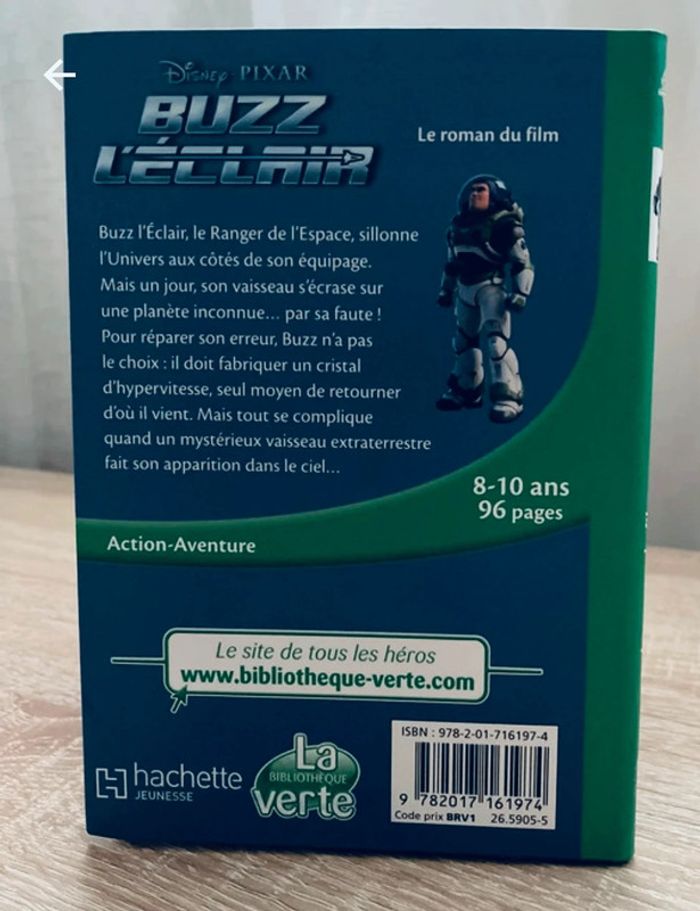 Disney · PIXAR
BUZZ
L'ÉCLAIR
Le roman du film
Buzz l'Éclair, le Ranger de l'Espace, sillonne
l'Univers aux côtés de son équipage.
Mais un jour, son vaisseau s'écrase sur
une planète inconnue... par sa faute !
Pour réparer son erreur, Buzz n'a pas
le choix : il doit fabriquer un cristal
d'hypervitesse, seul moyen de retourner
d'où il vient. Mais tout se complique
quand un mystérieux vaisseau extraterrestre
fait son apparition dans le ciel...
8-10 ans
96 pages
Action-Aventure
Le site de tous les héros
www.bibliotheque-verte.com
hachette
JEUNESSE
La
BIBLIOTHÈQUE
verte
ISBN : 978-2-01-716197-4
9 782017 161974
Code prix BRV1 26.5905-5